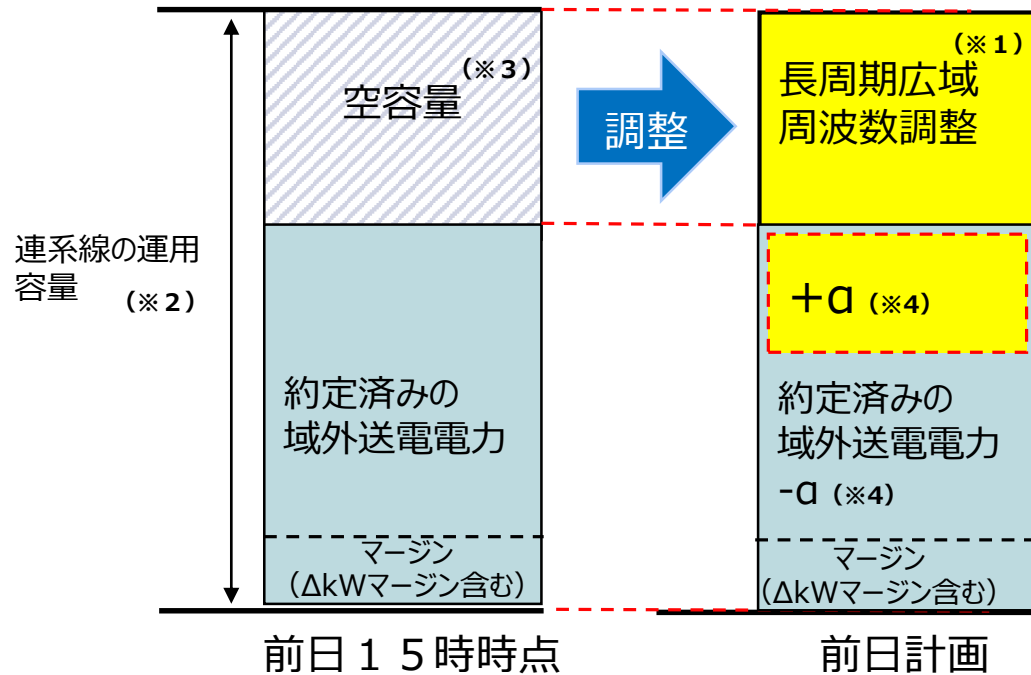 (※3)
空容量
調整
(※1)
長周期広域
周波数調整
連系線の運用
容量 (※2)
+α (※4)
約定済みの
域外送電電力
約定済みの
域外送電電力
-α (※4)
マージン
(ΔkWマージン含む)
マージン
(ΔkWマージン含む)
前日15時時点
前日計画